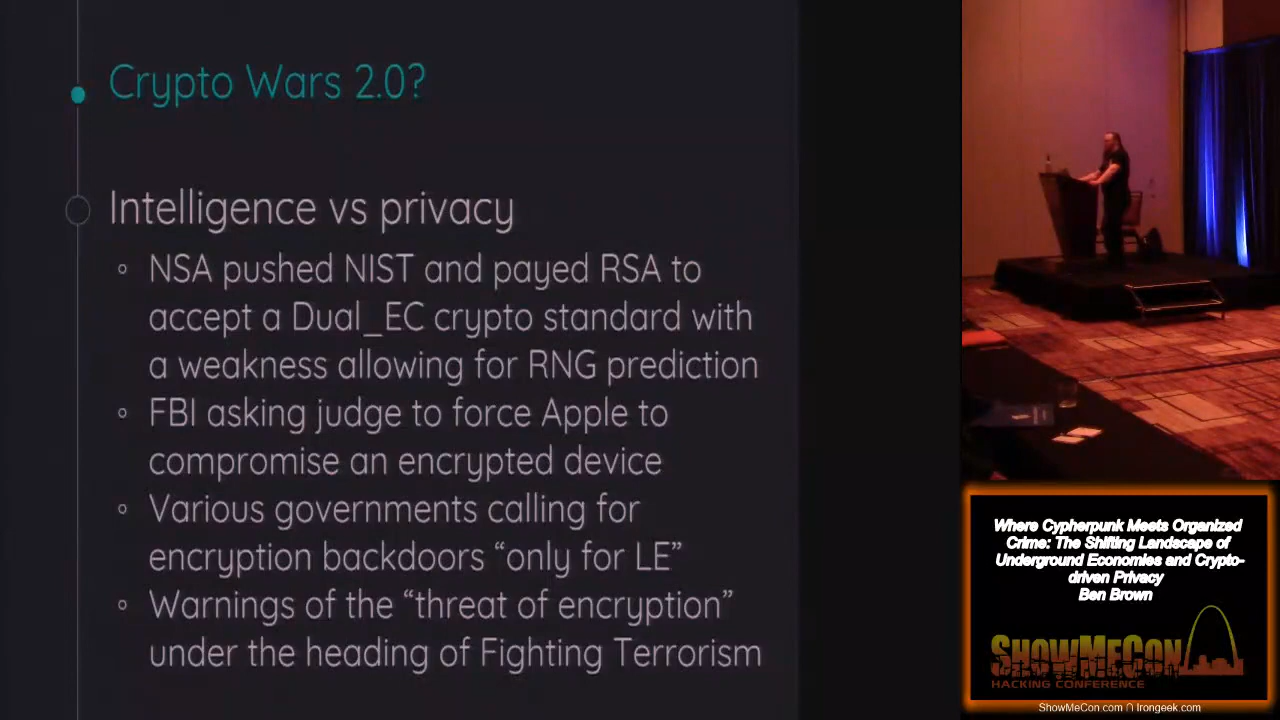 Crypto Wars 2.0?
Intelligence vs privacy
NSA pushed NIST and payed RSA to
accept a Dual_EC crypto standard with
a weakness allowing for RNG prediction
FBI asking judge to force Apple to
compromise an encrypted device
Various governments calling for
encryption backdoors “only for LE”
Warnings of the “threat of encryption”
under the heading of Fighting Terrorism
Where Cypherpunk Meets Organized
Crime: The Shifting Landscape of
Underground Economies and Crypto-
driven Privacy
Ben Brown
ShowMeCon
HACKING CONFERENCE
ShowMeCon.com ∩ Irongeek.com